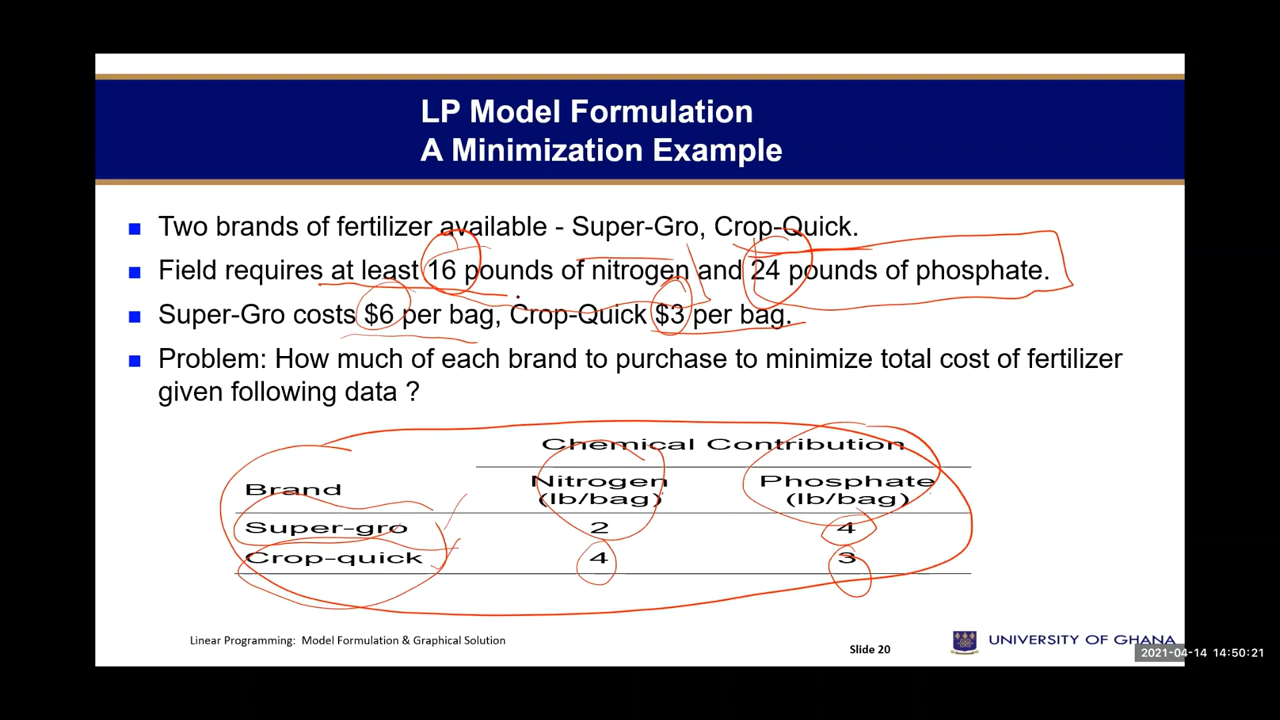 LP Model Formulation
A Minimization Example
Two brands of fertilizer available - Super-Gro, Crop-Quick.
Field requires at least 16 pounds of nitrogen and 24 pounds of phosphate.
Super-Gro costs $6 per bag, Crop-Quick $3 per bag.
Problem: How much of each brand to purchase to minimize total cost of fertilizer
given following data ?
Chemical Contribution
Brand Nitrogen (lb/bag) Phosphate (lb/bag)
Super-gro 2 4
Crop-quick 4 3
Linear Programming: Model Formulation & Graphical Solution
Slide 20
UNIVERSITY OF GHANA
2021-04-14 14:50:21